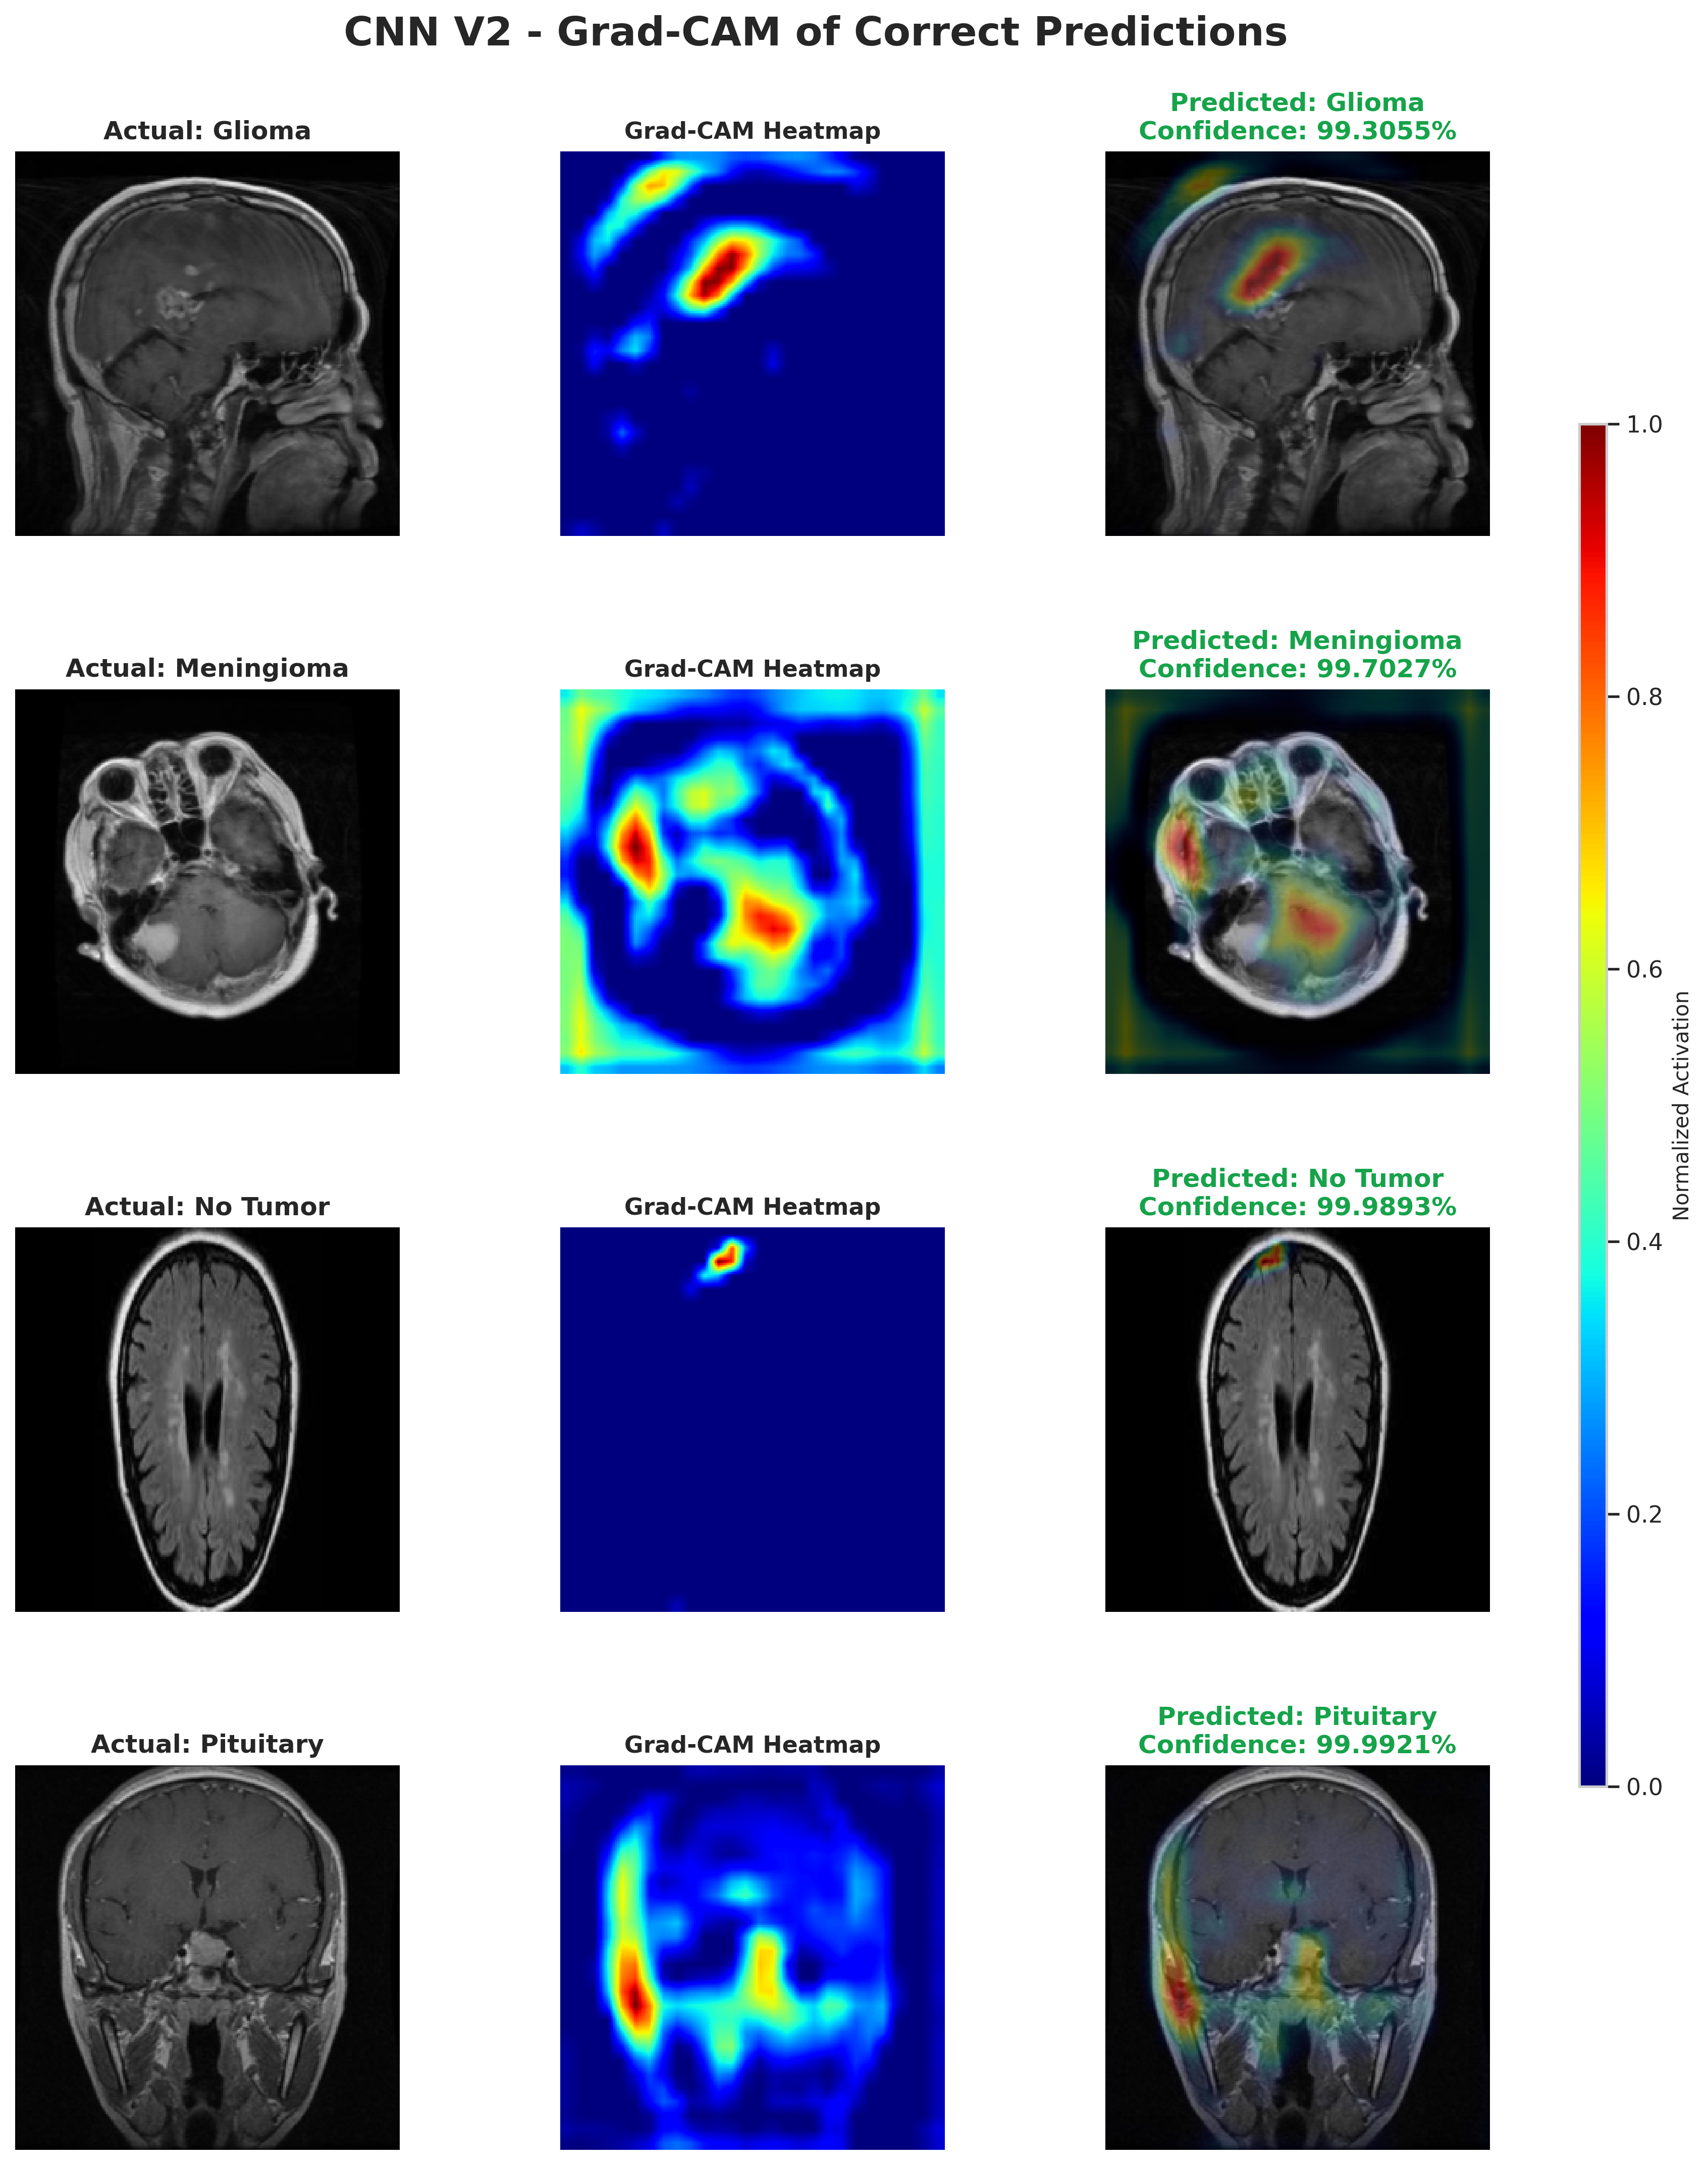 CNN V2 - Grad-CAM of Correct Predictions
Actual: Glioma
Grad-CAM Heatmap
Predicted: Glioma
Confidence: 99.3055%
Actual: Meningioma
Grad-CAM Heatmap
Predicted: Meningioma
Confidence: 99.7027%
Actual: No Tumor
Grad-CAM Heatmap
Predicted: No Tumor
Confidence: 99.9893%
Actual: Pituitary
Grad-CAM Heatmap
Predicted: Pituitary
Confidence: 99.9921%
1.0
0.8
0.6
0.4
0.2
0.0
Normalized Activation